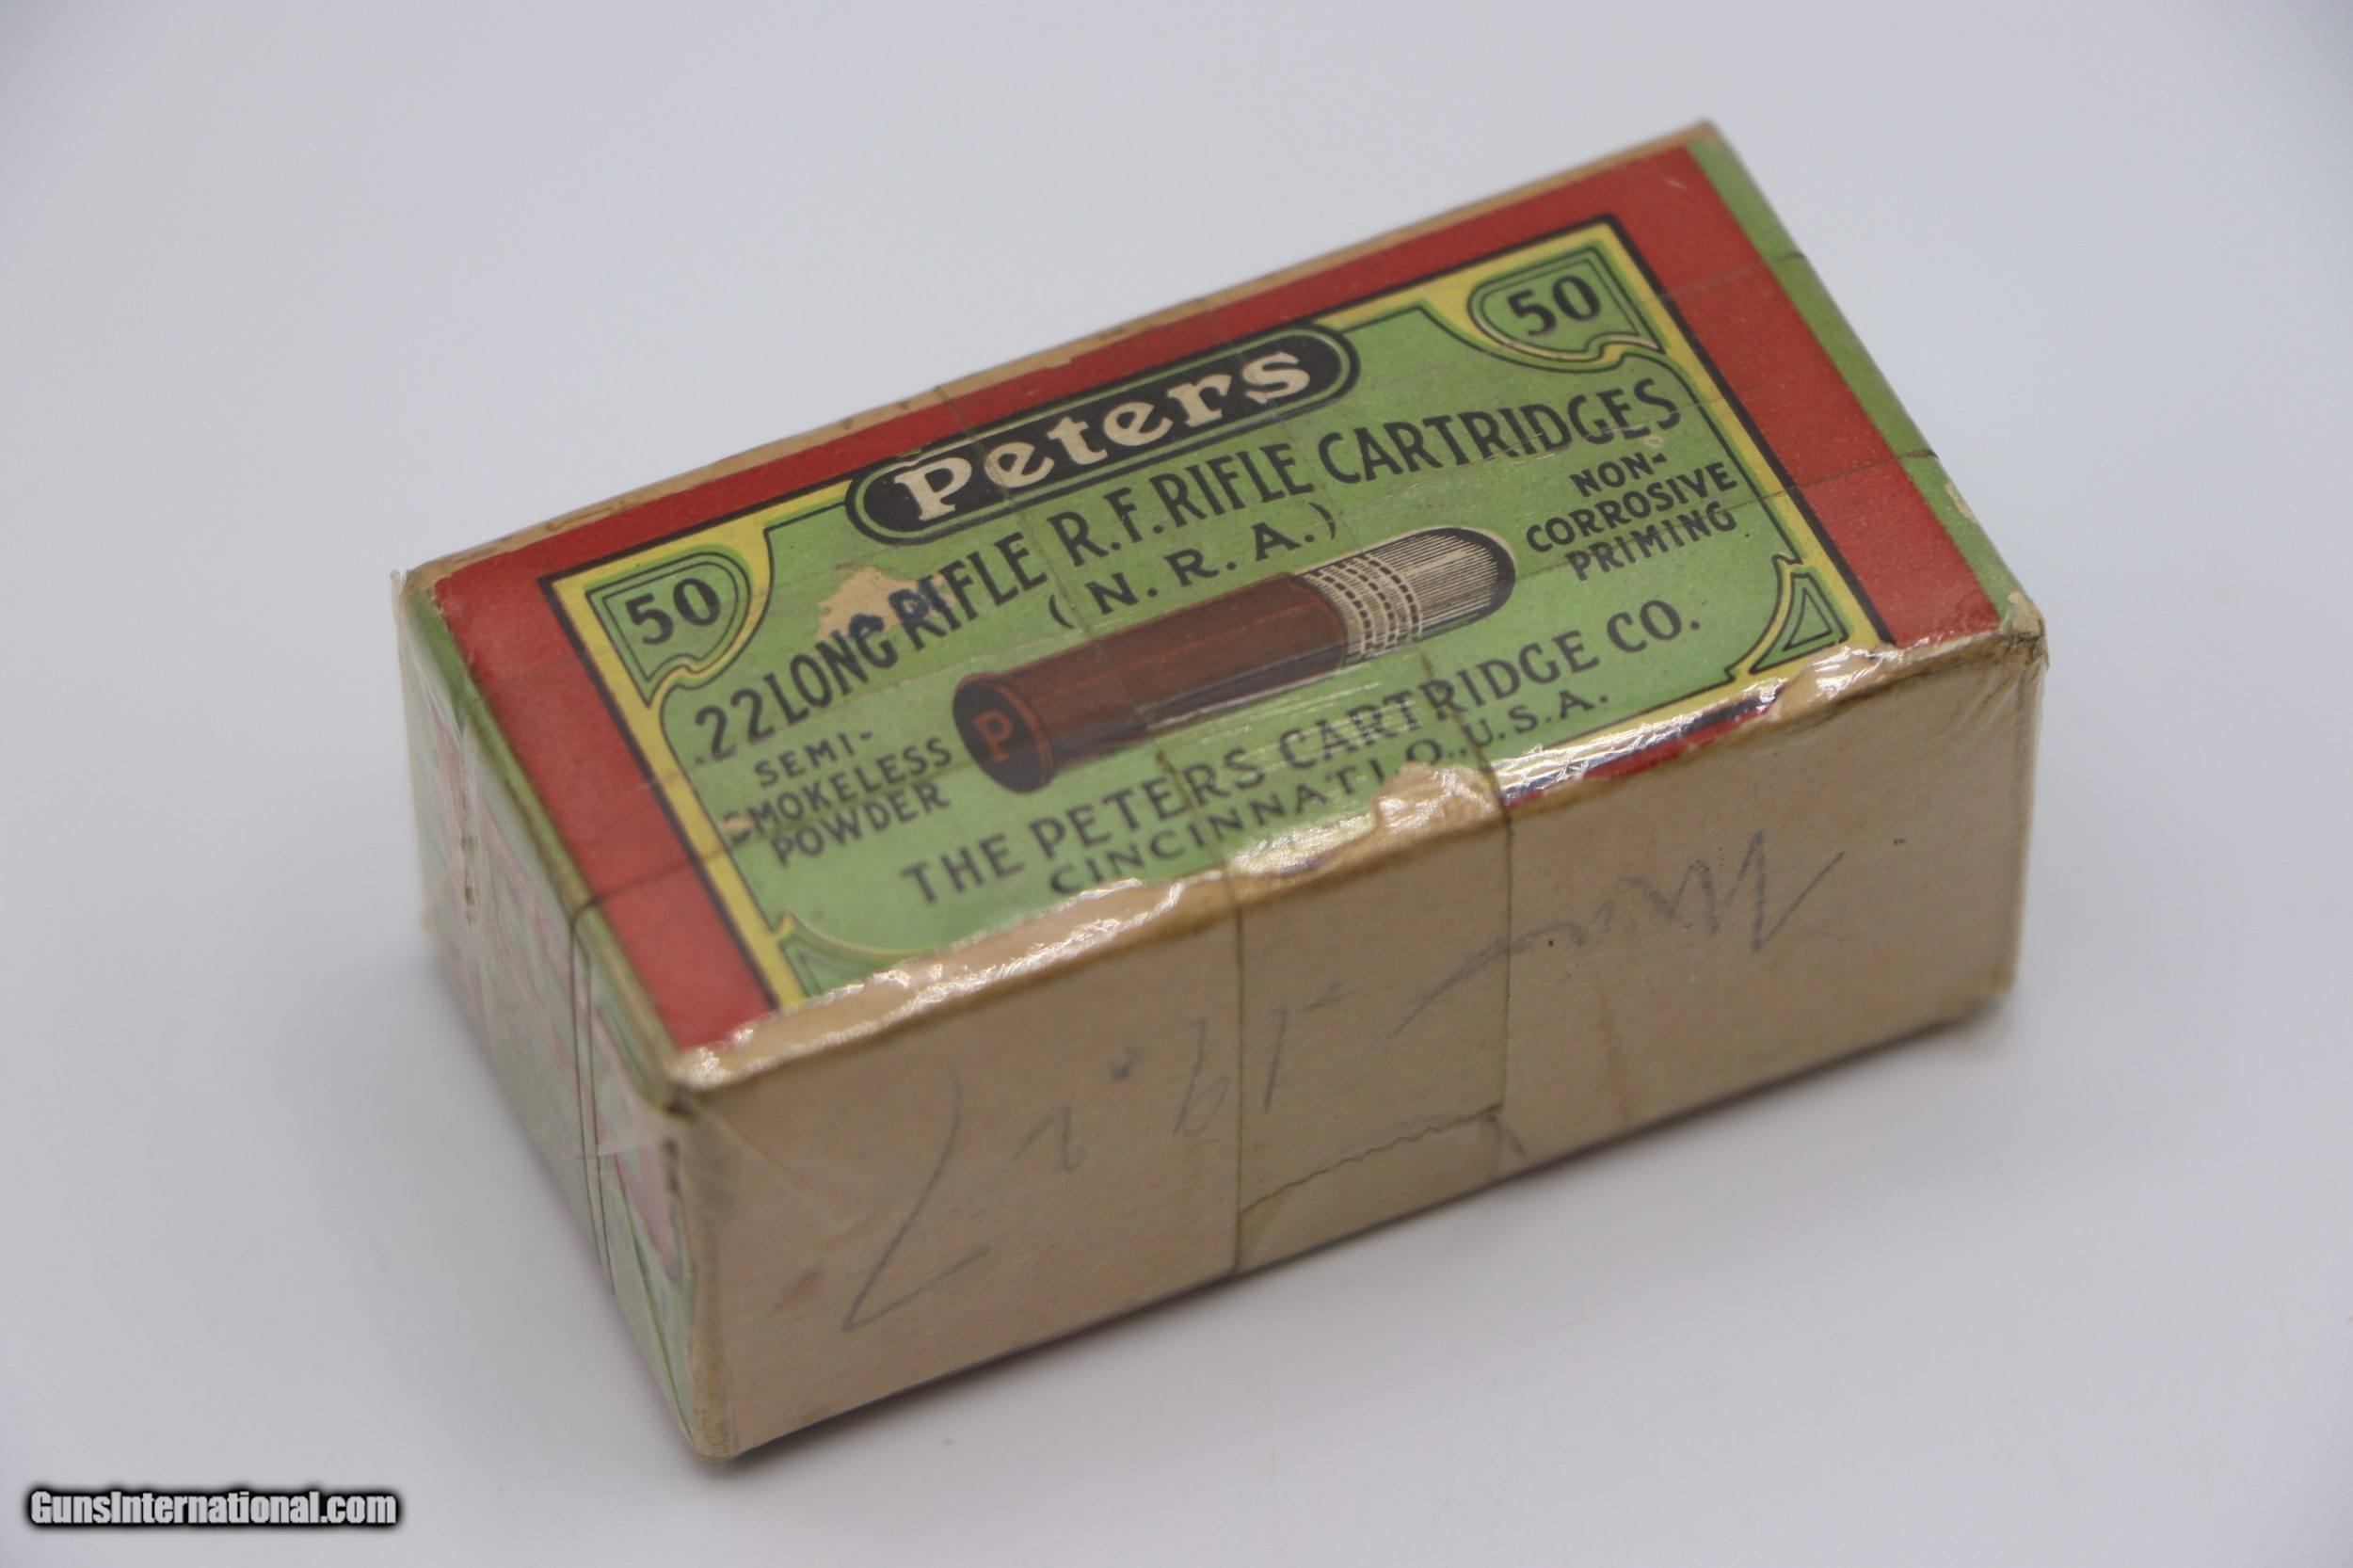 Peters
50
50
.22 LONG RIFLE R.F. RIFLE CARTRIDGES
(N. R. A.)
NON-
CORROSIVE
PRIMING
P
SEMI-
SMOKELESS
POWDER
THE PETERS CARTRIDGE CO.
CINCINNATI, O., U.S.A.
GunsInternational.com